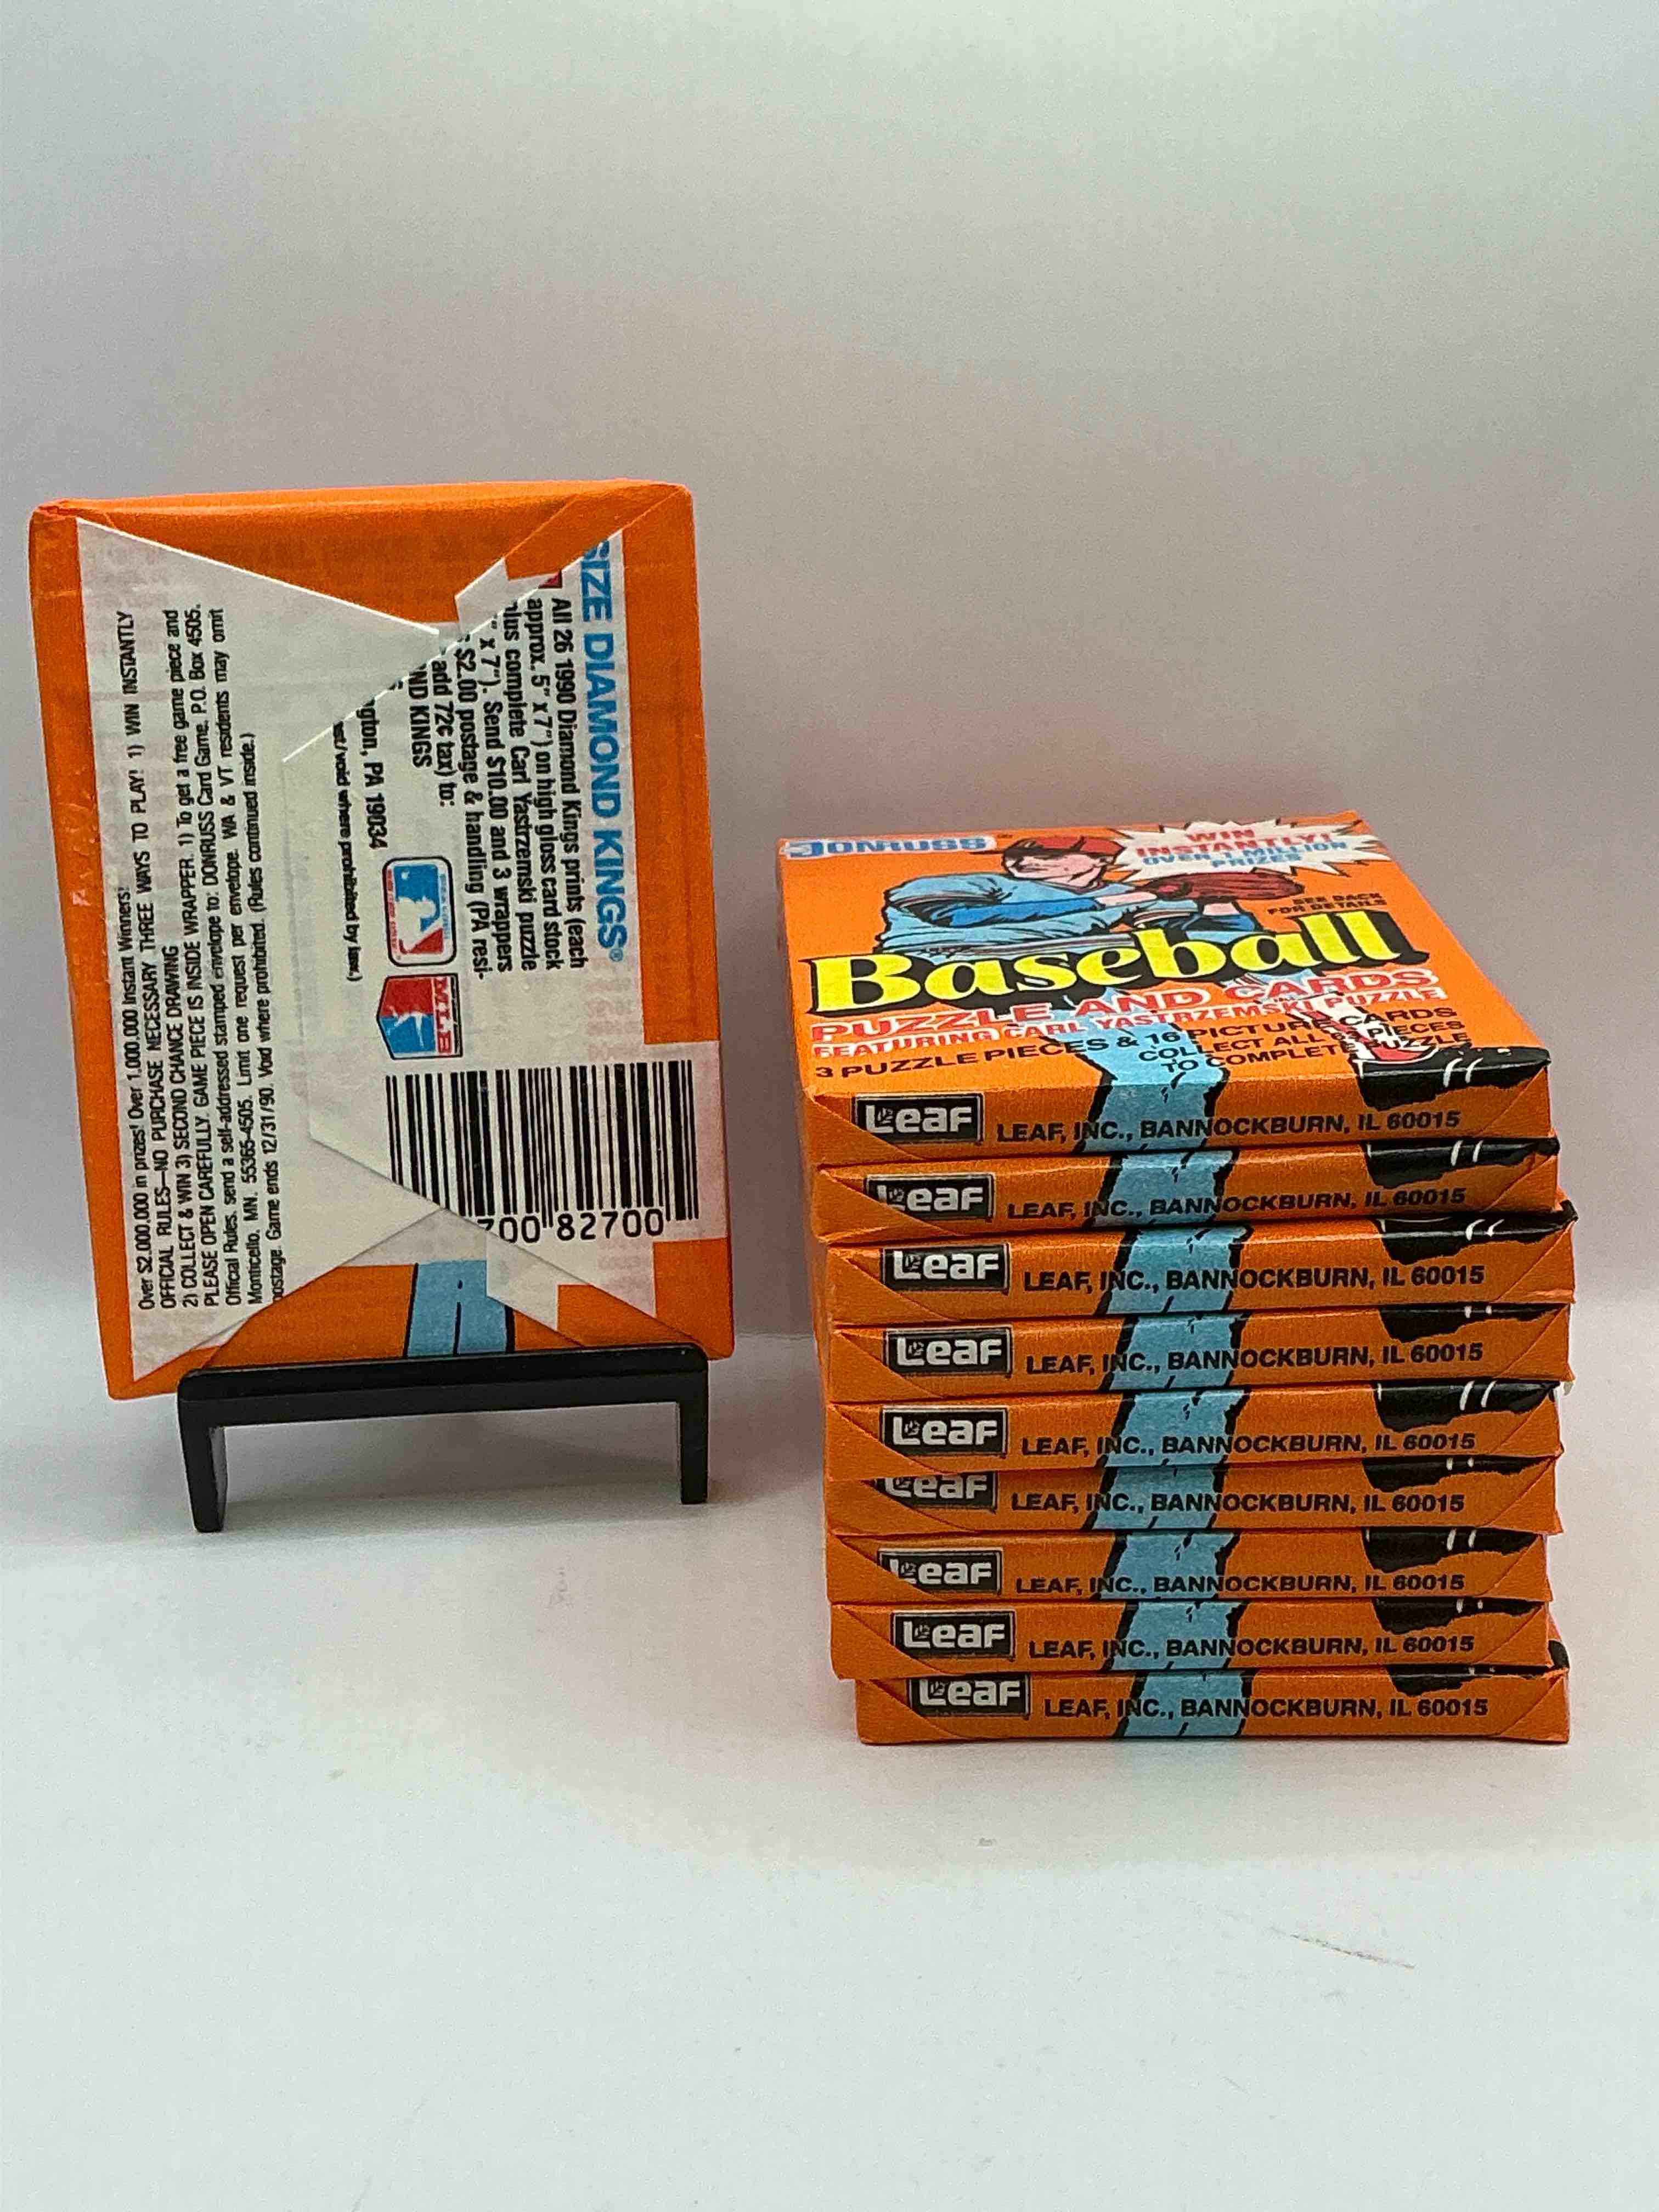 Over $2,000,000 in prizes! Over 1,000,000 Instant Winners!
OFFICIAL RULES—NO PURCHASE NECESSARY. THREE WAYS TO PLAY! 1) WIN INSTANTLY
2) COLLECT & WIN 3) SECOND CHANCE DRAWING
PLEASE OPEN CAREFULLY. GAME PIECE IS INSIDE WRAPPER. 1) To get a free game piece and
Official Rules, send a self-addressed stamped envelope to: DONRUSS Card Game, P.O. Box 4505,
Monticello, MN. 55365-4505. Limit one request per envelope. WA & VT residents may omit
postage. Game ends 12/31/90. Void where prohibited. (Rules continued inside.)
SIZE DIAMOND KINGS®
All 26 1990 Diamond Kings prints (each
approx. 5" x 7") on high gloss card stock
plus complete Carl Yastrzemski puzzle
" x 7"). Send $10.00 and 3 wrappers
$2.00 postage & handling (PA resi-
add 72¢ tax) to:
ND KINGS
gton, PA 19034
void where prohibited by law.)
MLB
700 82700
DONRUSS
WIN
INSTANTLY!
OVER 1 MILLION
PRIZES
SEE BACK
FOR DETAILS
Baseball
PUZZLE AND CARDS
FEATURING CARL YASTRZEMSKI PUZZLE
3 PUZZLE PIECES & 16 PICTURE CARDS
COLLECT ALL 63 PIECES
TO COMPLETE PUZZLE
Leaf LEAF, INC., BANNOCKBURN, IL 60015
Leaf LEAF, INC., BANNOCKBURN, IL 60015
Leaf LEAF, INC., BANNOCKBURN, IL 60015
Leaf LEAF, INC., BANNOCKBURN, IL 60015
Leaf LEAF, INC., BANNOCKBURN, IL 60015
Leaf LEAF, INC., BANNOCKBURN, IL 60015
Leaf LEAF, INC., BANNOCKBURN, IL 60015
Leaf LEAF, INC., BANNOCKBURN, IL 60015
Leaf LEAF, INC., BANNOCKBURN, IL 60015